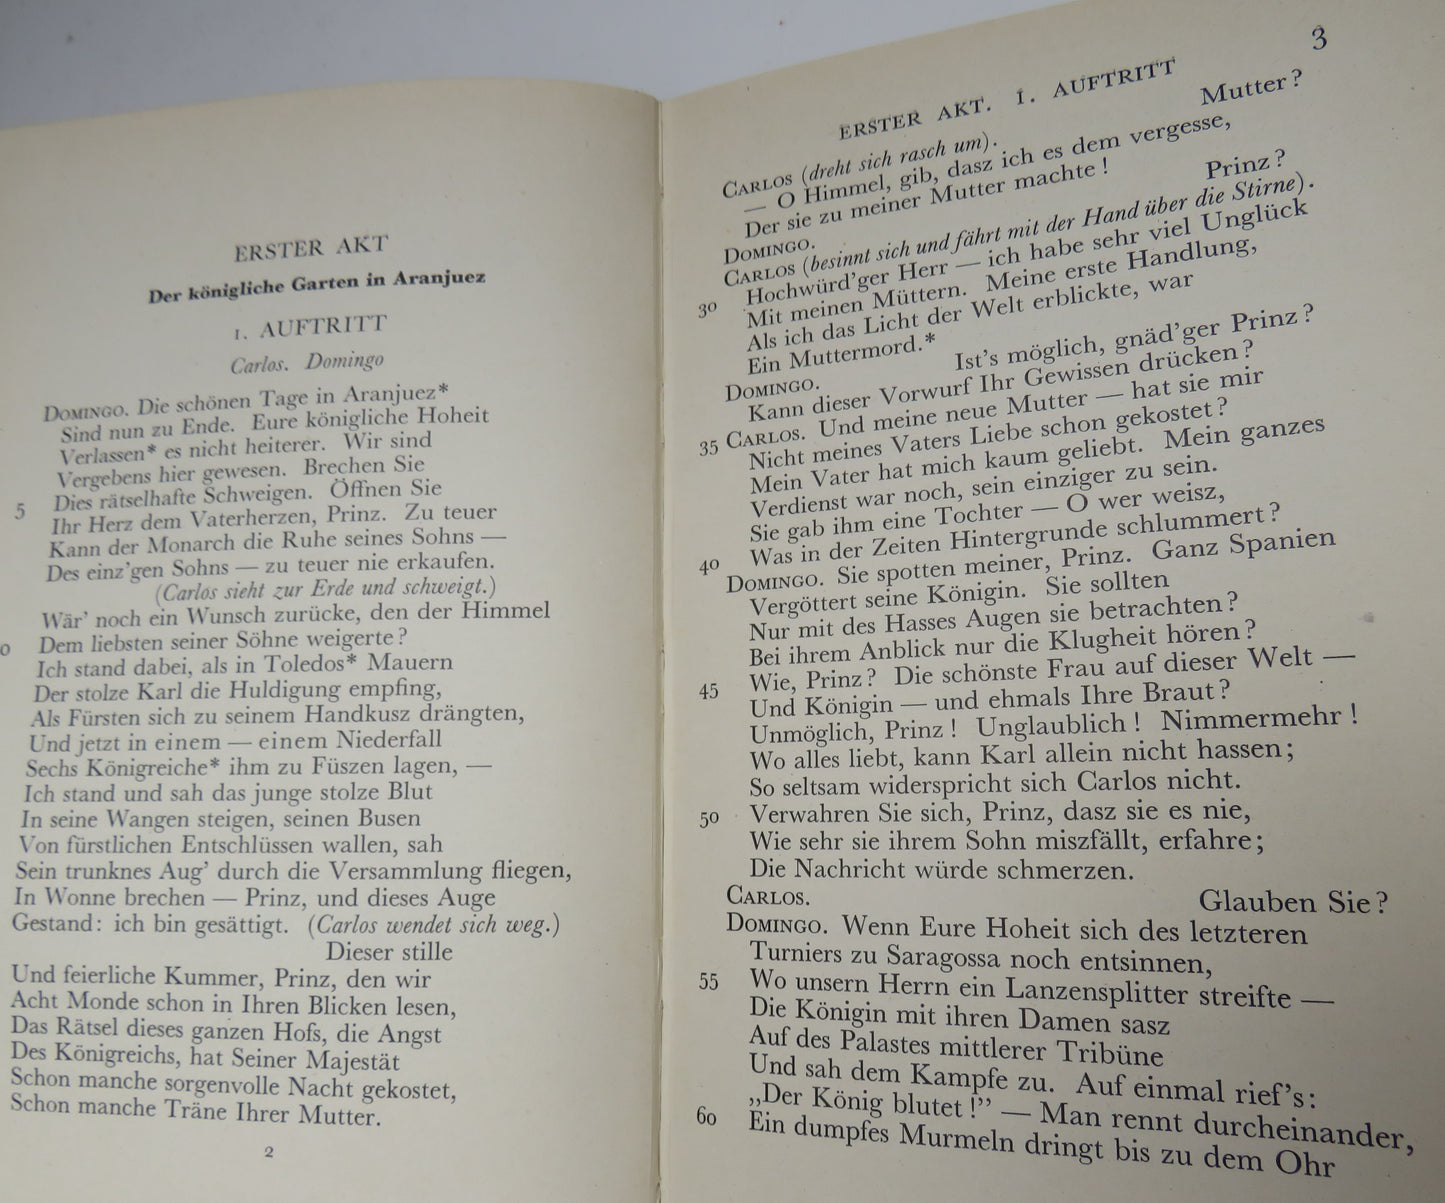 ERSTER AKT
Der königliche Garten in Aranjuez
1. AUFTRITT
Carlos. Domingo
DOMINGO. Die schönen Tage in Aranjuez*
Sind nun zu Ende. Eure königliche Hoheit
Verlassen* es nicht heiterer. Wir sind
Vergebens hier gewesen. Brechen Sie
5 Dies rätselhafte Schweigen. Öffnen Sie
Ihr Herz dem Vaterherzen, Prinz. Zu teuer
Kann der Monarch die Ruhe seines Sohns —
Des einz'gen Sohns — zu teuer nie erkaufen.
(Carlos sieht zur Erde und schweigt.)
Wär' noch ein Wunsch zurücke, den der Himmel
0 Dem liebsten seiner Söhne weigerte?
Ich stand dabei, als in Toledos* Mauern
Der stolze Karl die Huldigung empfing,
Als Fürsten sich zu seinem Handkusz drängten,
Und jetzt in einem — einem Niederfall
Sechs Königreiche* ihm zu Füszen lagen, —
Ich stand und sah das junge stolze Blut
In seine Wangen steigen, seinen Busen
Von fürstlichen Entschlüssen wallen, sah
Sein trunknes Aug' durch die Versammlung fliegen,
In Wonne brechen — Prinz, und dieses Auge
Gestand: ich bin gesättigt. (Carlos wendet sich weg.)
Dieser stille
Und feierliche Kummer, Prinz, den wir
Acht Monde schon in Ihren Blicken lesen,
Das Rätsel dieses ganzen Hofs, die Angst
Des Königreichs, hat Seiner Majestät
Schon manche sorgenvolle Nacht gekostet,
Schon manche Träne Ihrer Mutter.
2
3
ERSTER AKT. 1. AUFTRITT
Mutter?
CARLOS (dreht sich rasch um).
— O Himmel, gib, dasz ich es dem vergesse,
Der sie zu meiner Mutter machte!
DOMINGO. Prinz?
CARLOS (besinnt sich und fährt mit der Hand über die Stirne).
Hochwürd'ger Herr — ich habe sehr viel Unglück
30 Mit meinen Müttern. Meine erste Handlung,
Als ich das Licht der Welt erblickte, war
Ein Muttermord.*
DOMINGO. Ist's möglich, gnäd'ger Prinz?
Kann dieser Vorwurf Ihr Gewissen drücken?
35 CARLOS. Und meine neue Mutter — hat sie mir
Nicht meines Vaters Liebe schon gekostet?
Mein Vater hat mich kaum geliebt. Mein ganzes
Verdienst war noch, sein einziger zu sein.
Sie gab ihm eine Tochter — O wer weisz,
40 Was in der Zeiten Hintergrunde schlummert?
DOMINGO. Sie spotten meiner, Prinz. Ganz Spanien
Vergöttert seine Königin. Sie sollten
Nur mit des Hasses Augen sie betrachten?
Bei ihrem Anblick nur die Klugheit hören?
45 Wie, Prinz? Die schönste Frau auf dieser Welt —
Und Königin — und ehmals Ihre Braut?
Unmöglich, Prinz! Unglaublich! Nimmermehr!
Wo alles liebt, kann Karl allein nicht hassen;
So seltsam widerspricht sich Carlos nicht.
50 Verwahren Sie sich, Prinz, dasz sie es nie,
Wie sehr sie ihrem Sohn miszfällt, erfahre;
Die Nachricht würde schmerzen.
CARLOS. Glauben Sie?
DOMINGO. Wenn Eure Hoheit sich des letzteren
Turniers zu Saragossa noch entsinnen,
55 Wo unsern Herrn ein Lanzensplitter streifte —
Die Königin mit ihren Damen sasz
Auf des Palastes mittlerer Tribüne
Und sah dem Kampfe zu. Auf einmal rief's:
„Der König blutet!” — Man rennt durcheinander,
60 Ein dumpfes Murmeln dringt bis zu dem Ohr